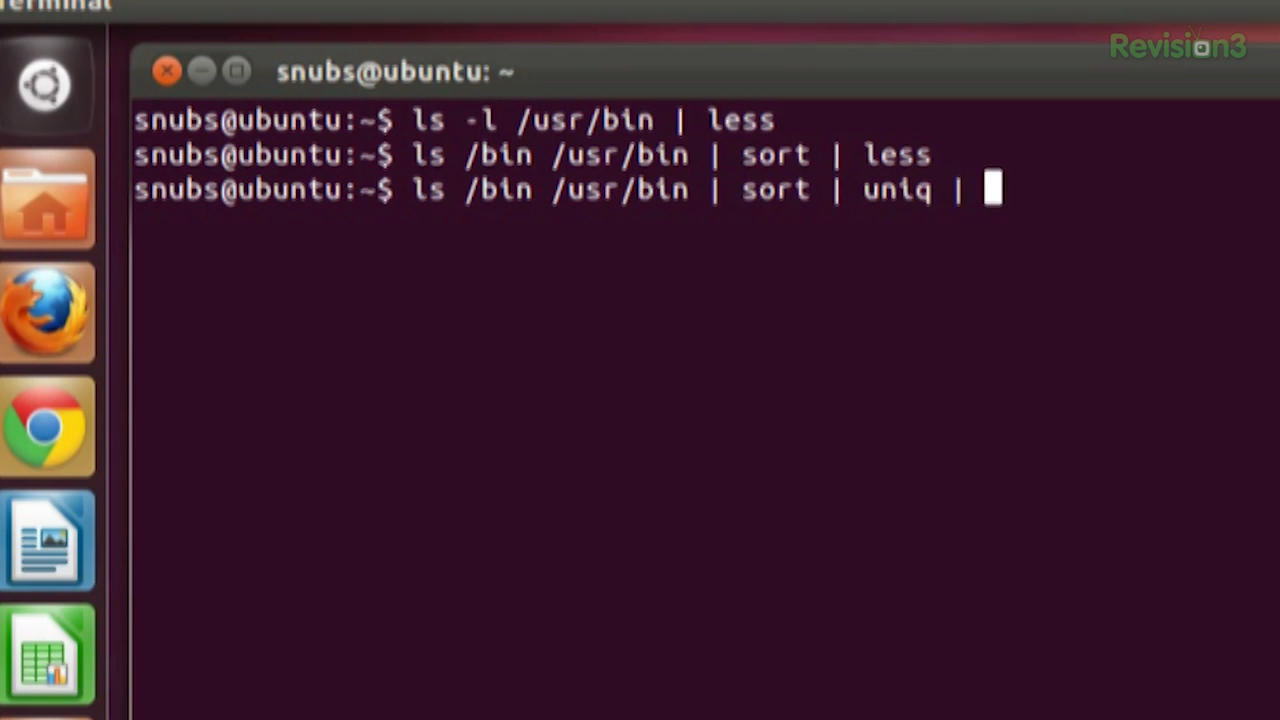 Terminal
Revision3
snubs@ubuntu: ~
snubs@ubuntu:~$ ls -l /usr/bin | less
snubs@ubuntu:~$ ls /bin /usr/bin | sort | less
snubs@ubuntu:~$ ls /bin /usr/bin | sort | uniq |